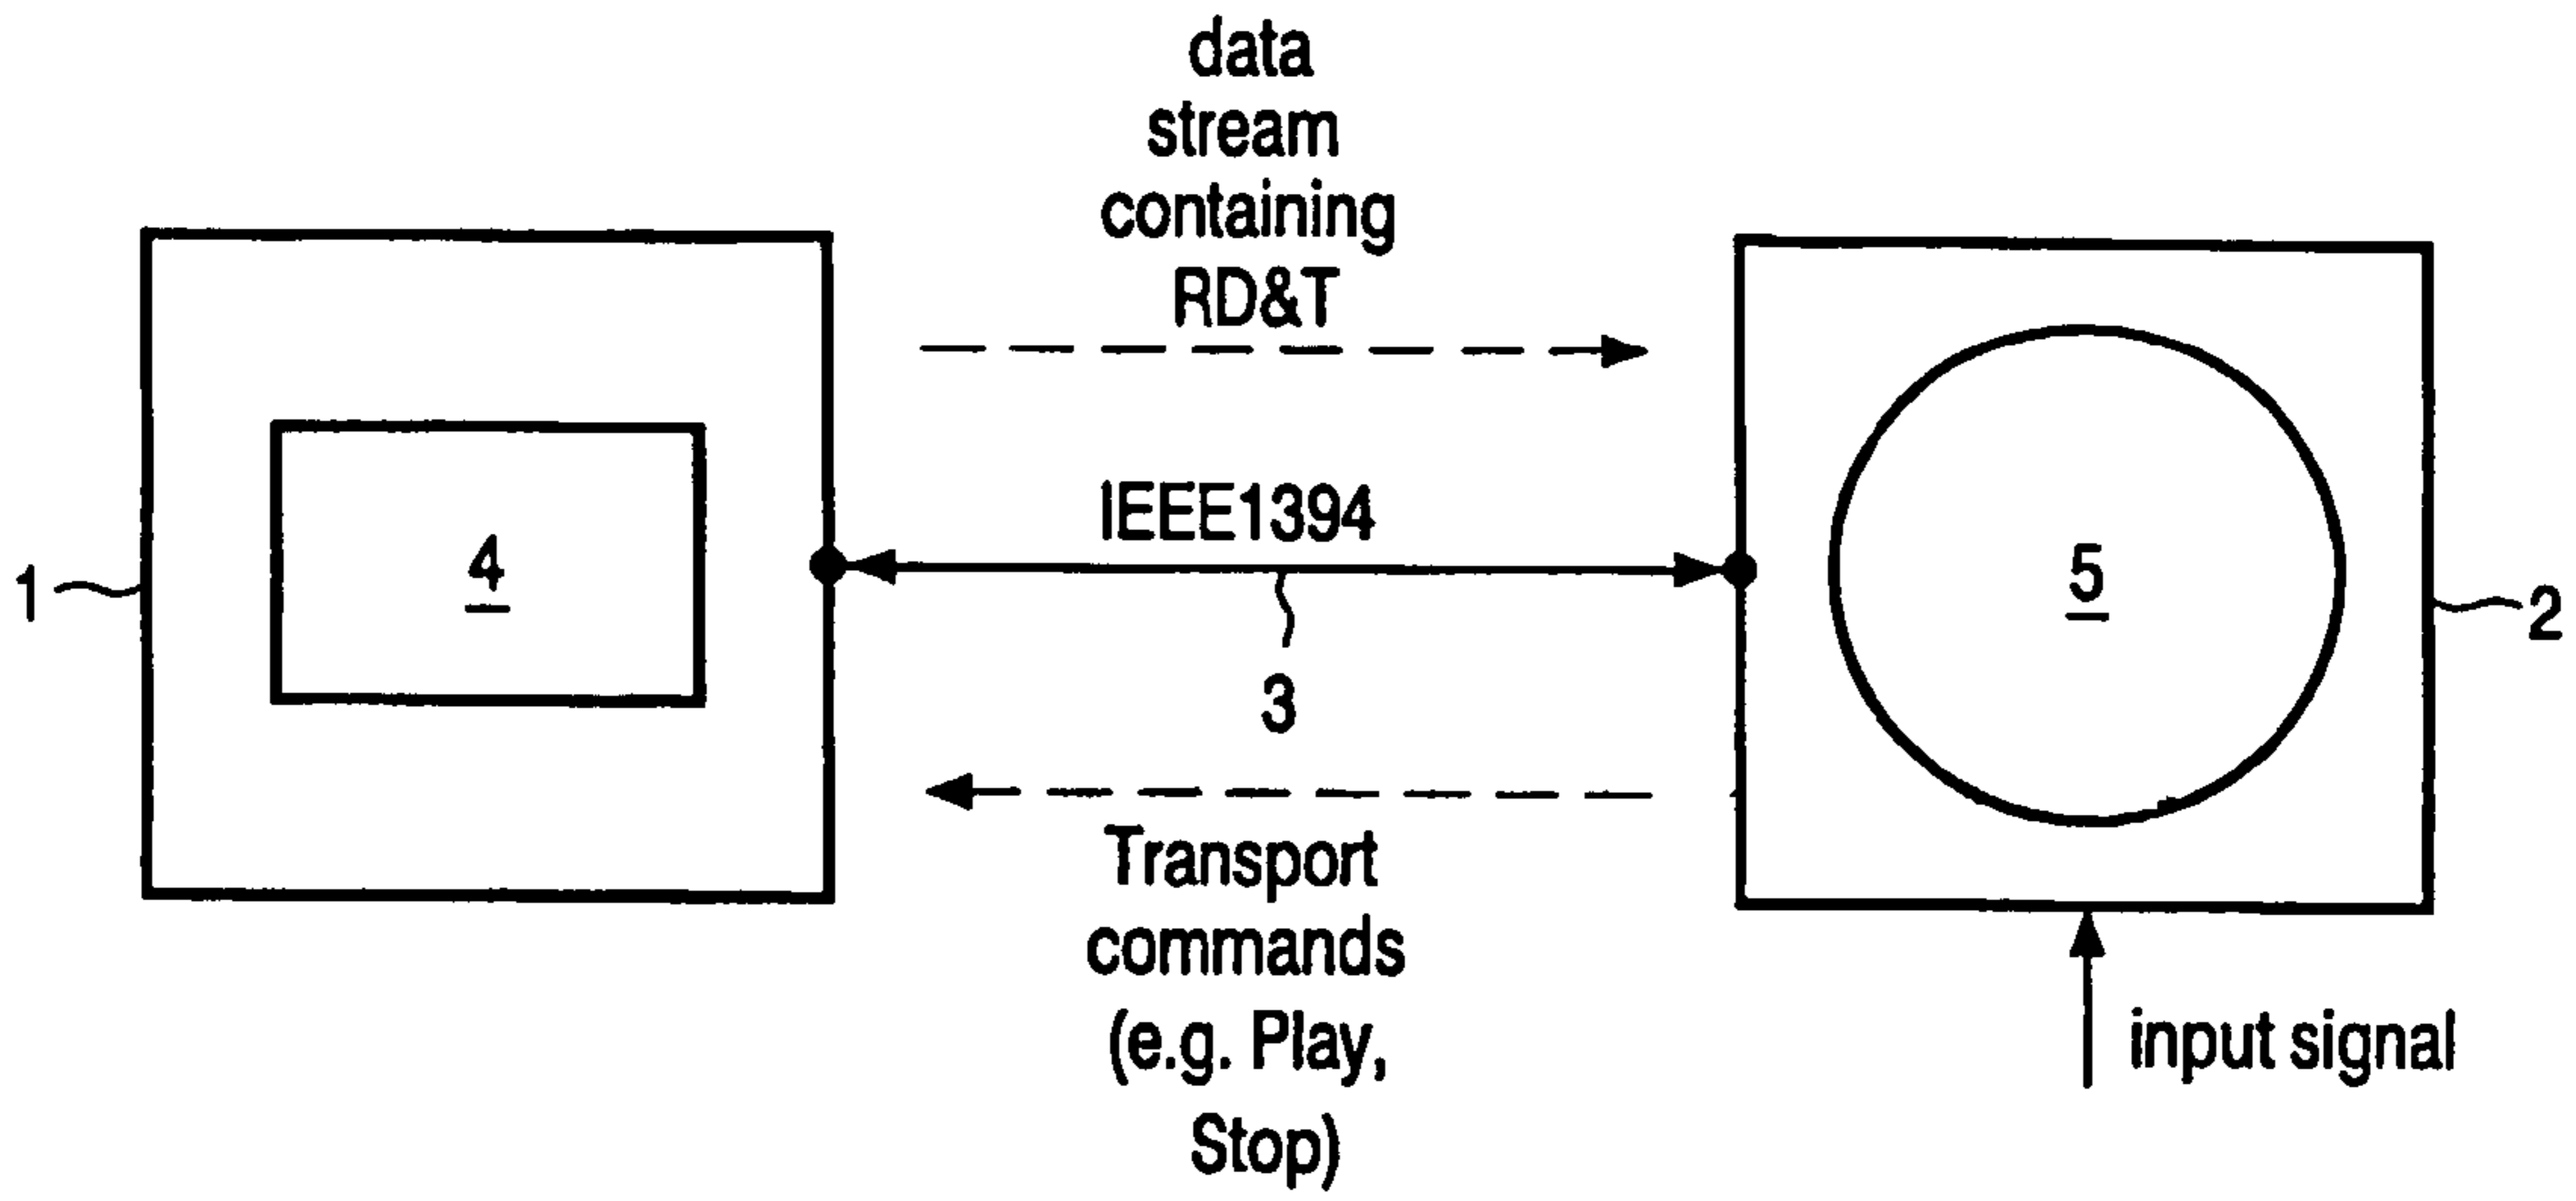 data
stream
containing
RD&T
IEEE1394
4
5
1
2
3
Transport
commands
(e.g. Play,
Stop)
input signal